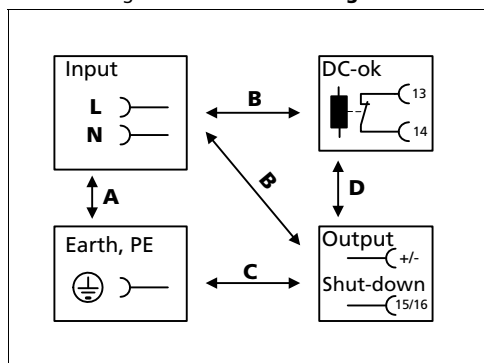 Input
L
N
B
DC-ok
13
14
A
B
D
Earth, PE
C
Output
+/-
Shut-down
15/16